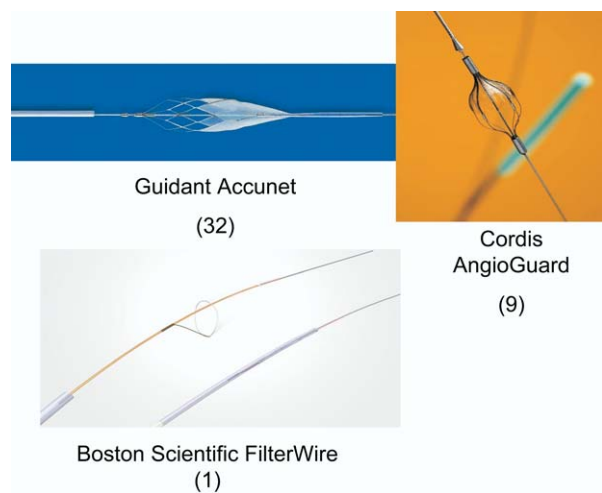 Guidant Accunet
(32)
Cordis
AngioGuard
(9)
Boston Scientific FilterWire
(1)